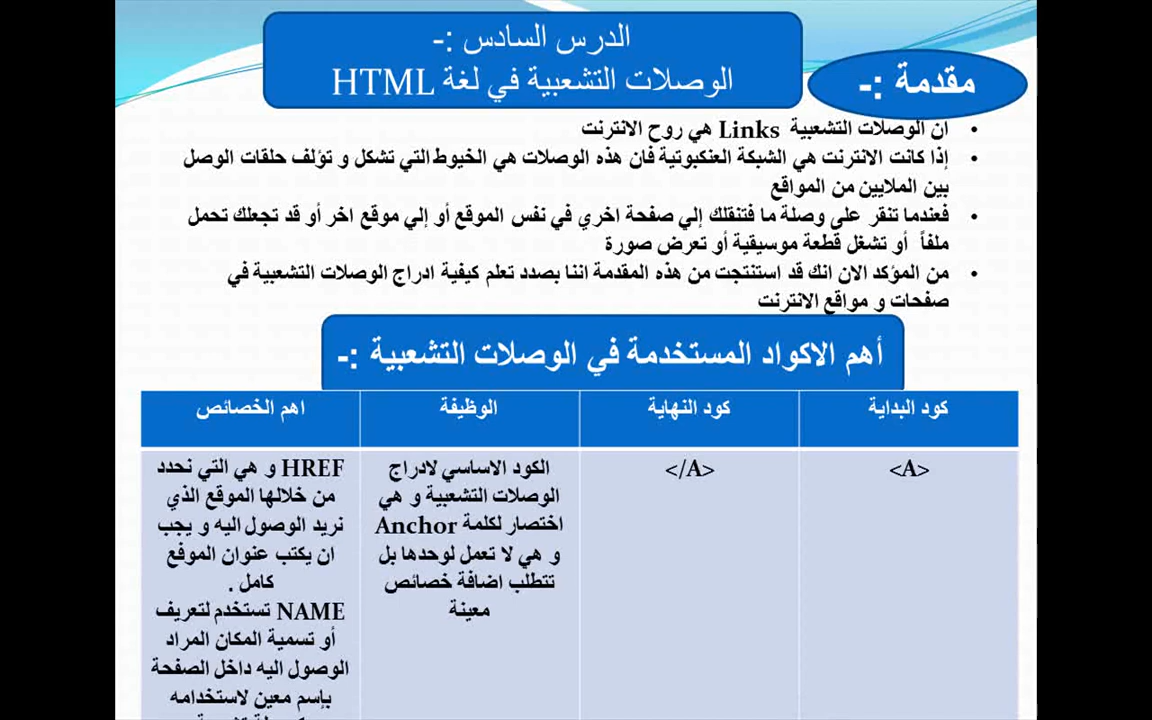 الدرس السادس :-
الوصلات التشعبية في لغة HTML
مقدمة :-
ان الوصلات التشعبية Links هي روح الانترنت
إذا كانت الانترنت هي الشبكة العنكبوتية فان هذه الوصلات هي الخيوط التي تشكل و تؤلف حلقات الوصل
بين الملايين من المواقع
فعندما تنقر على وصلة ما فتنقلك إلي صفحة اخري في نفس الموقع أو إلي موقع اخر أو قد تجعلك تحمل
ملفاً أو تشغل قطعة موسيقية أو تعرض صورة
من المؤكد الان انك قد استنتجت من هذه المقدمة اننا بصدد تعلم كيفية ادراج الوصلات التشعبية في
صفحات و مواقع الانترنت
أهم الاكواد المستخدمة في الوصلات التشعبية :-
كود البداية
كود النهاية
الوظيفة
اهم الخصائص
<A>
</A>
الكود الاساسي لادراج
الوصلات التشعبية و هي
اختصار لكلمة Anchor
و هي لا تعمل لوحدها بل
تتطلب اضافة خصائص
معينة
HREF و هي التي نحدد
من خلالها الموقع الذي
نريد الوصول اليه و يجب
ان يكتب عنوان الموقع
كامل .
NAME تستخدم لتعريف
أو تسمية المكان المراد
الوصول اليه داخل الصفحة
بإسم معين لاستخدامه